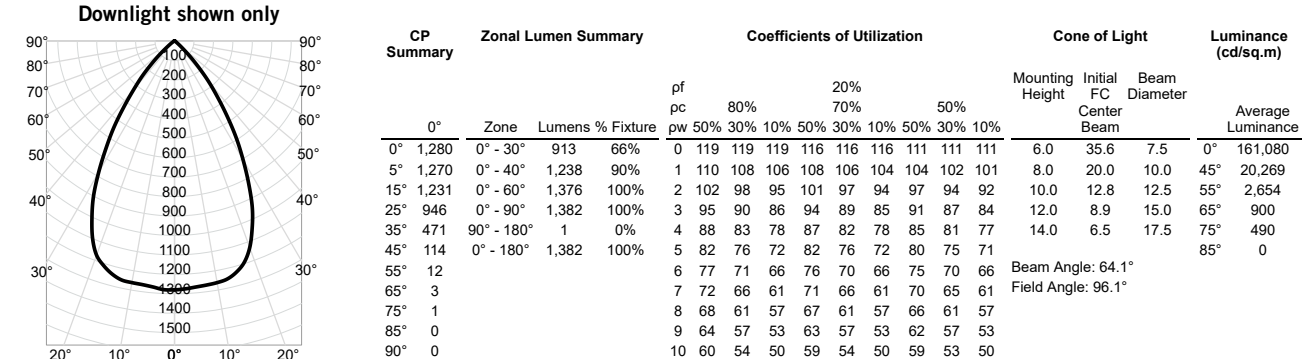 Downlight shown only
90° 90°
80° 80°
70° 70°
60° 60°
50° 50°
40° 40°
30° 30°
20° 10° 0° 10° 20°
100
200
300
400
500
600
700
800
900
1000
1100
1200
1300
1400
1500
CP Summary
0°
0° 1,280
5° 1,270
15° 1,231
25° 946
35° 471
45° 114
55° 12
65° 3
75° 1
85° 0
90° 0
Zonal Lumen Summary
Zone Lumens % Fixture
0° - 30° 913 66%
0° - 40° 1,238 90%
0° - 60° 1,376 100%
0° - 90° 1,382 100%
90° - 180° 1 0%
0° - 180° 1,382 100%
Coefficients of Utilization
ρf 20%
ρc 80% 70% 50%
ρw 50% 30% 10% 50% 30% 10% 50% 30% 10%
0 119 119 119 116 116 116 111 111 111
1 110 108 106 108 106 104 104 102 101
2 102 98 95 101 97 94 97 94 92
3 95 90 86 94 89 85 91 87 84
4 88 83 78 87 82 78 85 81 77
5 82 76 72 82 76 72 80 75 71
6 77 71 66 76 70 66 75 70 66
7 72 66 61 71 66 61 70 65 61
8 68 61 57 67 61 57 66 61 57
9 64 57 53 63 57 53 62 57 53
10 60 54 50 59 54 50 59 53 50
Cone of Light
Mounting Height Initial FC Center Beam Beam Diameter
6.0 35.6 7.5
8.0 20.0 10.0
10.0 12.8 12.5
12.0 8.9 15.0
14.0 6.5 17.5
Beam Angle: 64.1°
Field Angle: 96.1°
Luminance
(cd/sq.m)
Average
Luminance
0° 161,080
45° 20,269
55° 2,654
65° 900
75° 490
85° 0